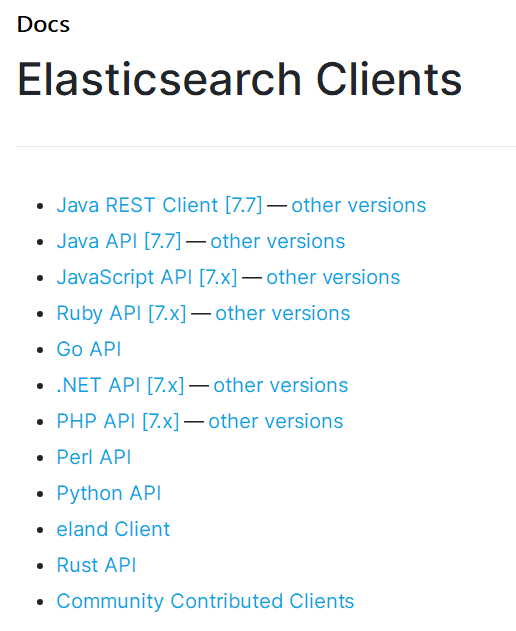 Docs
Elasticsearch Clients
• Java REST Client [7.7] — other versions
• Java API [7.7] — other versions
• JavaScript API [7.x] — other versions
• Ruby API [7.x] — other versions
• Go API
• .NET API [7.x] — other versions
• PHP API [7.x] — other versions
• Perl API
• Python API
• eland Client
• Rust API
• Community Contributed Clients